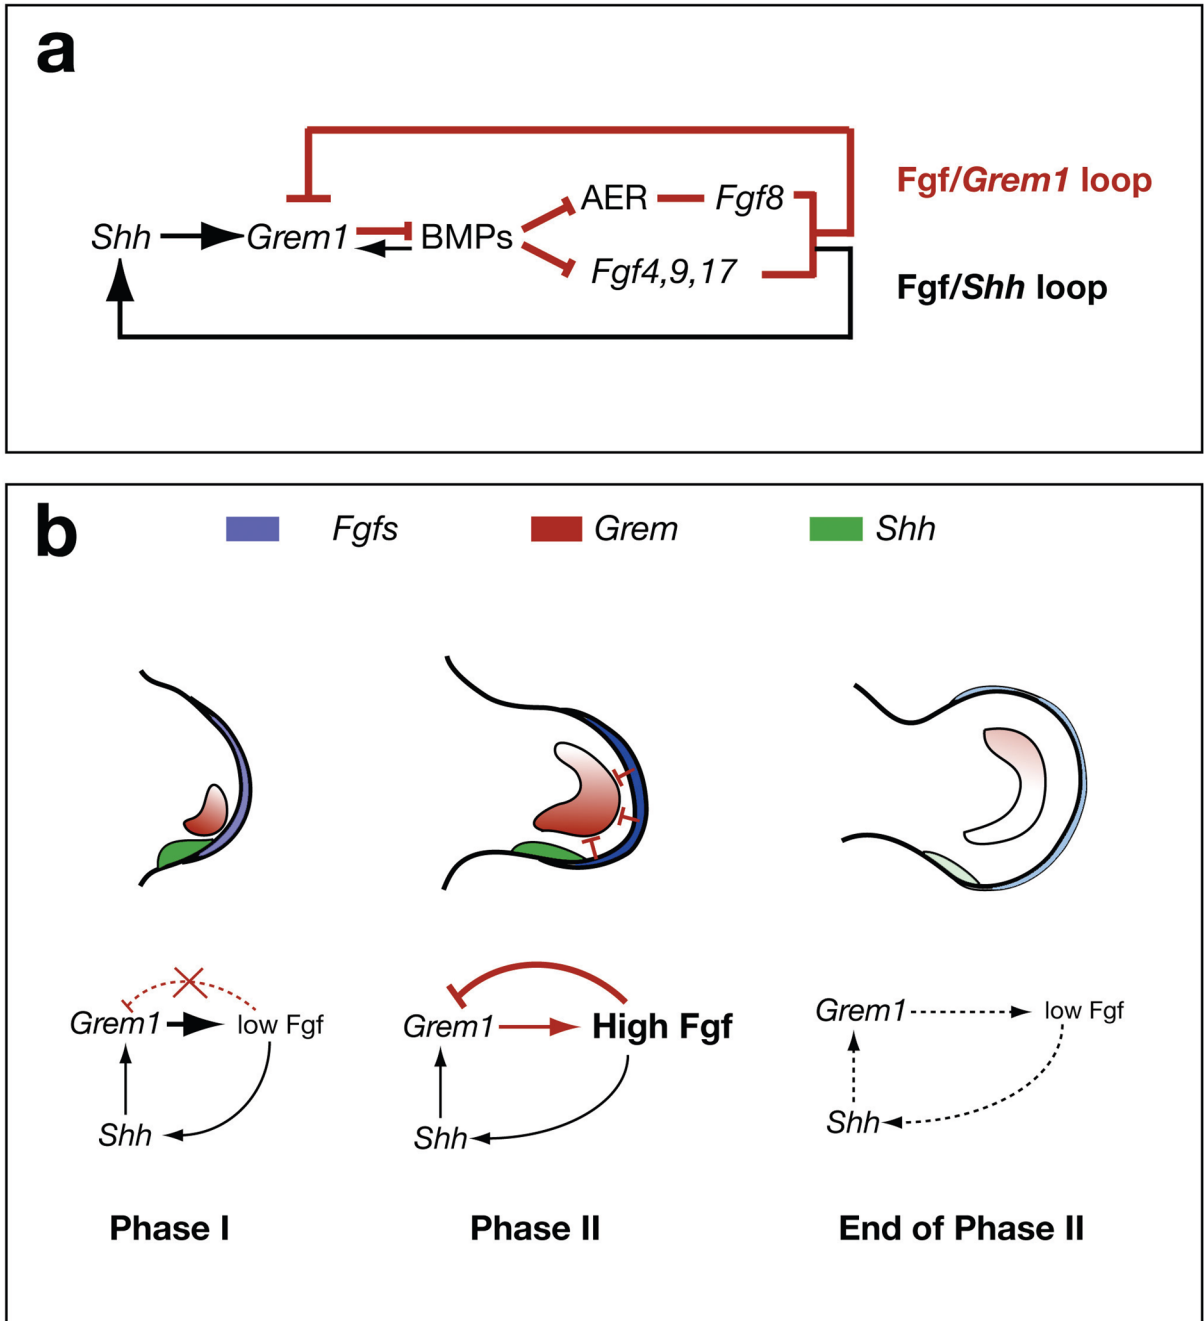 a
Fgf/Grem1 loop
AER Fgf8
Shh Grem1 BMPs
Fgf4,9,17
Fgf/Shh loop
b
Fgfs Grem Shh
Grem1 low Fgf
Shh
Grem1 High Fgf
Shh
Grem1 low Fgf
Shh
Phase I Phase II End of Phase II